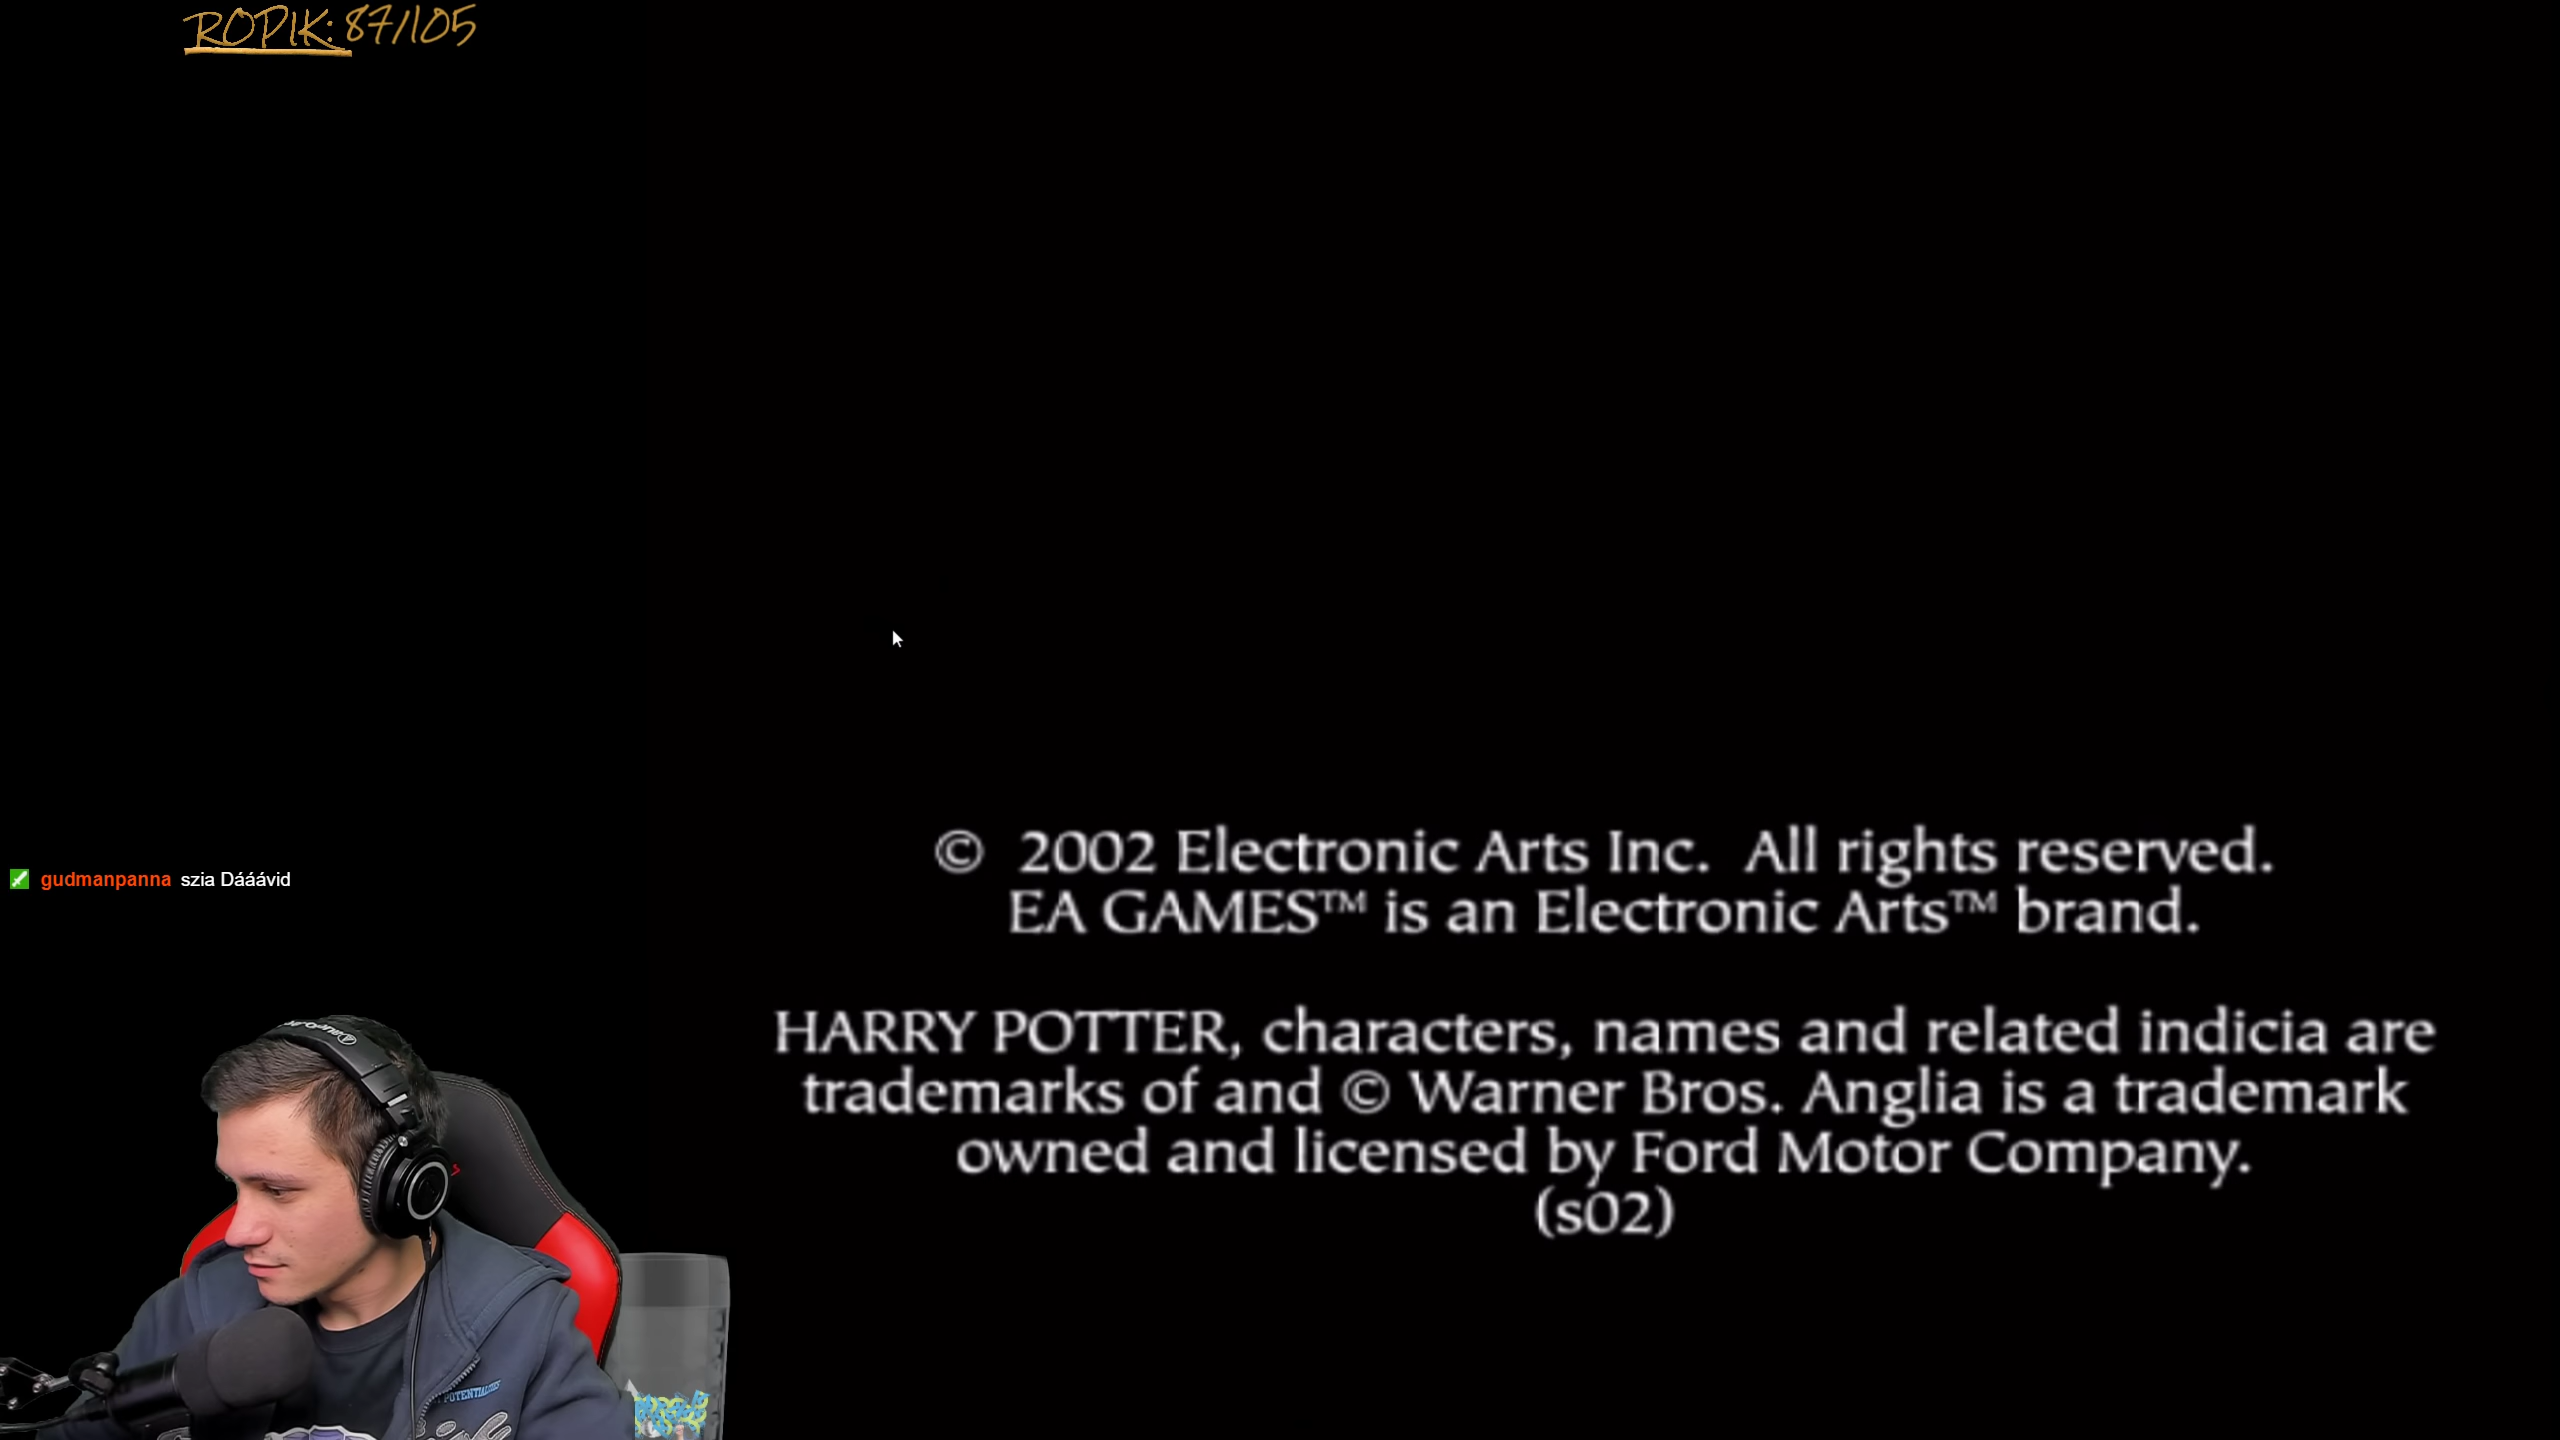 ROPIK: 87/105
gudmanpanna szia Dááávid
© 2002 Electronic Arts Inc. All rights reserved.
EA GAMES™ is an Electronic Arts™ brand.
HARRY POTTER, characters, names and related indicia are
trademarks of and © Warner Bros. Anglia is a trademark
owned and licensed by Ford Motor Company.
(s02)
POTENTIALITIES